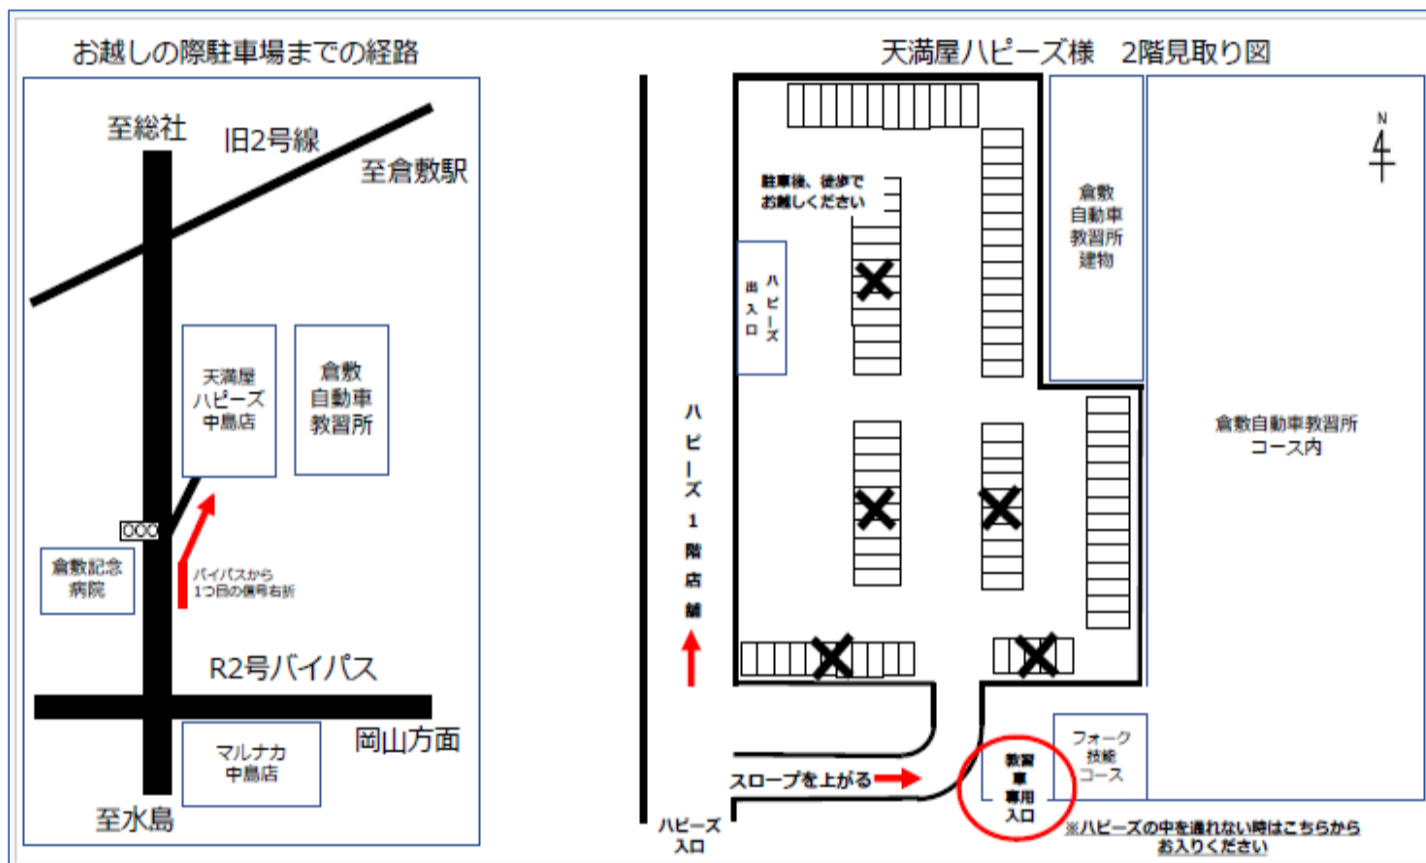 お越しの際駐車場までの経路
至総社
旧2号線
至倉敷駅
天満屋
ハピーズ
中島店
倉敷
自動車
教習所
倉敷記念
病院
バイパスから
1つ目の信号右折
R2号バイパス
岡山方面
マルナカ
中島店
至水島
天満屋ハピーズ様　2階見取り図
N
駐車後、徒歩で
お越しください
ハピーズ
出入口
倉敷
自動車
教習所
建物
倉敷自動車教習所
コース内
ハピーズ1階店舗
スロープを上がる
教習
車
専用
入口
フォーク
技能
コース
ハピーズ
入口
※ハピーズの中を通れない時はこちらから
お入りください